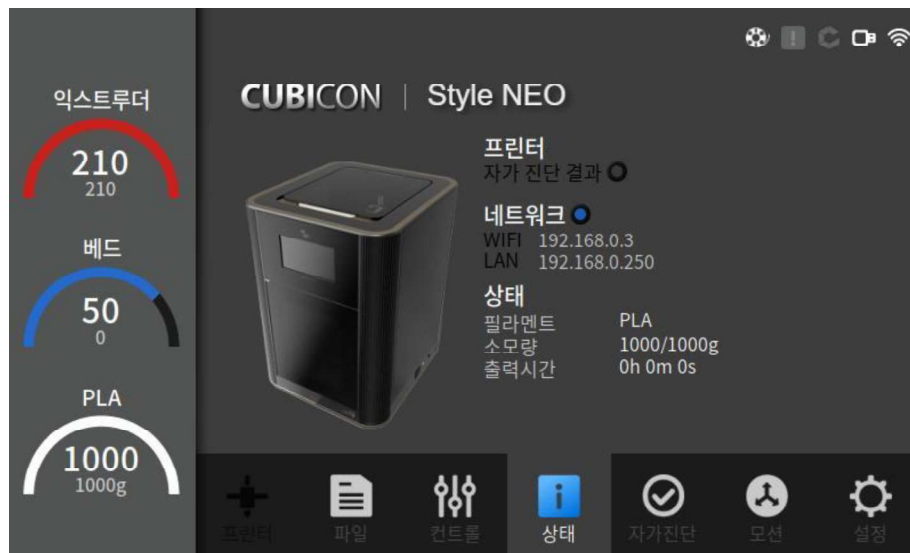 익스트루더
210
210
베드
50
0
PLA
1000
1000g
CUBICON | Style NEO
프린터
자가 진단 결과
네트워크
WIFI 192.168.0.3
LAN 192.168.0.250
상태
필라멘트 PLA
소모량 1000/1000g
출력시간 0h 0m 0s
프린터 파일 컨트롤 상태 자가진단 모션 설정